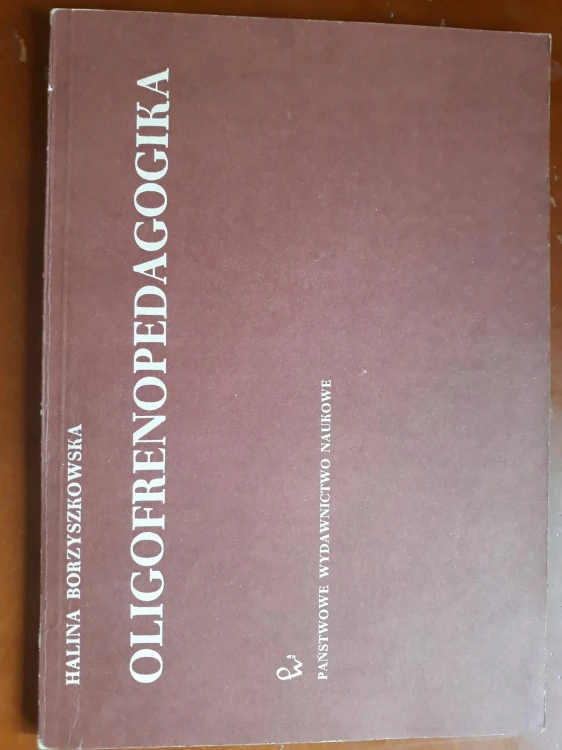 HALINA BORZYSZKOWSKA
OLIGOFRENOPEDAGOGIKA
PAŃSTWOWE WYDAWNICTWO NAUKOWE